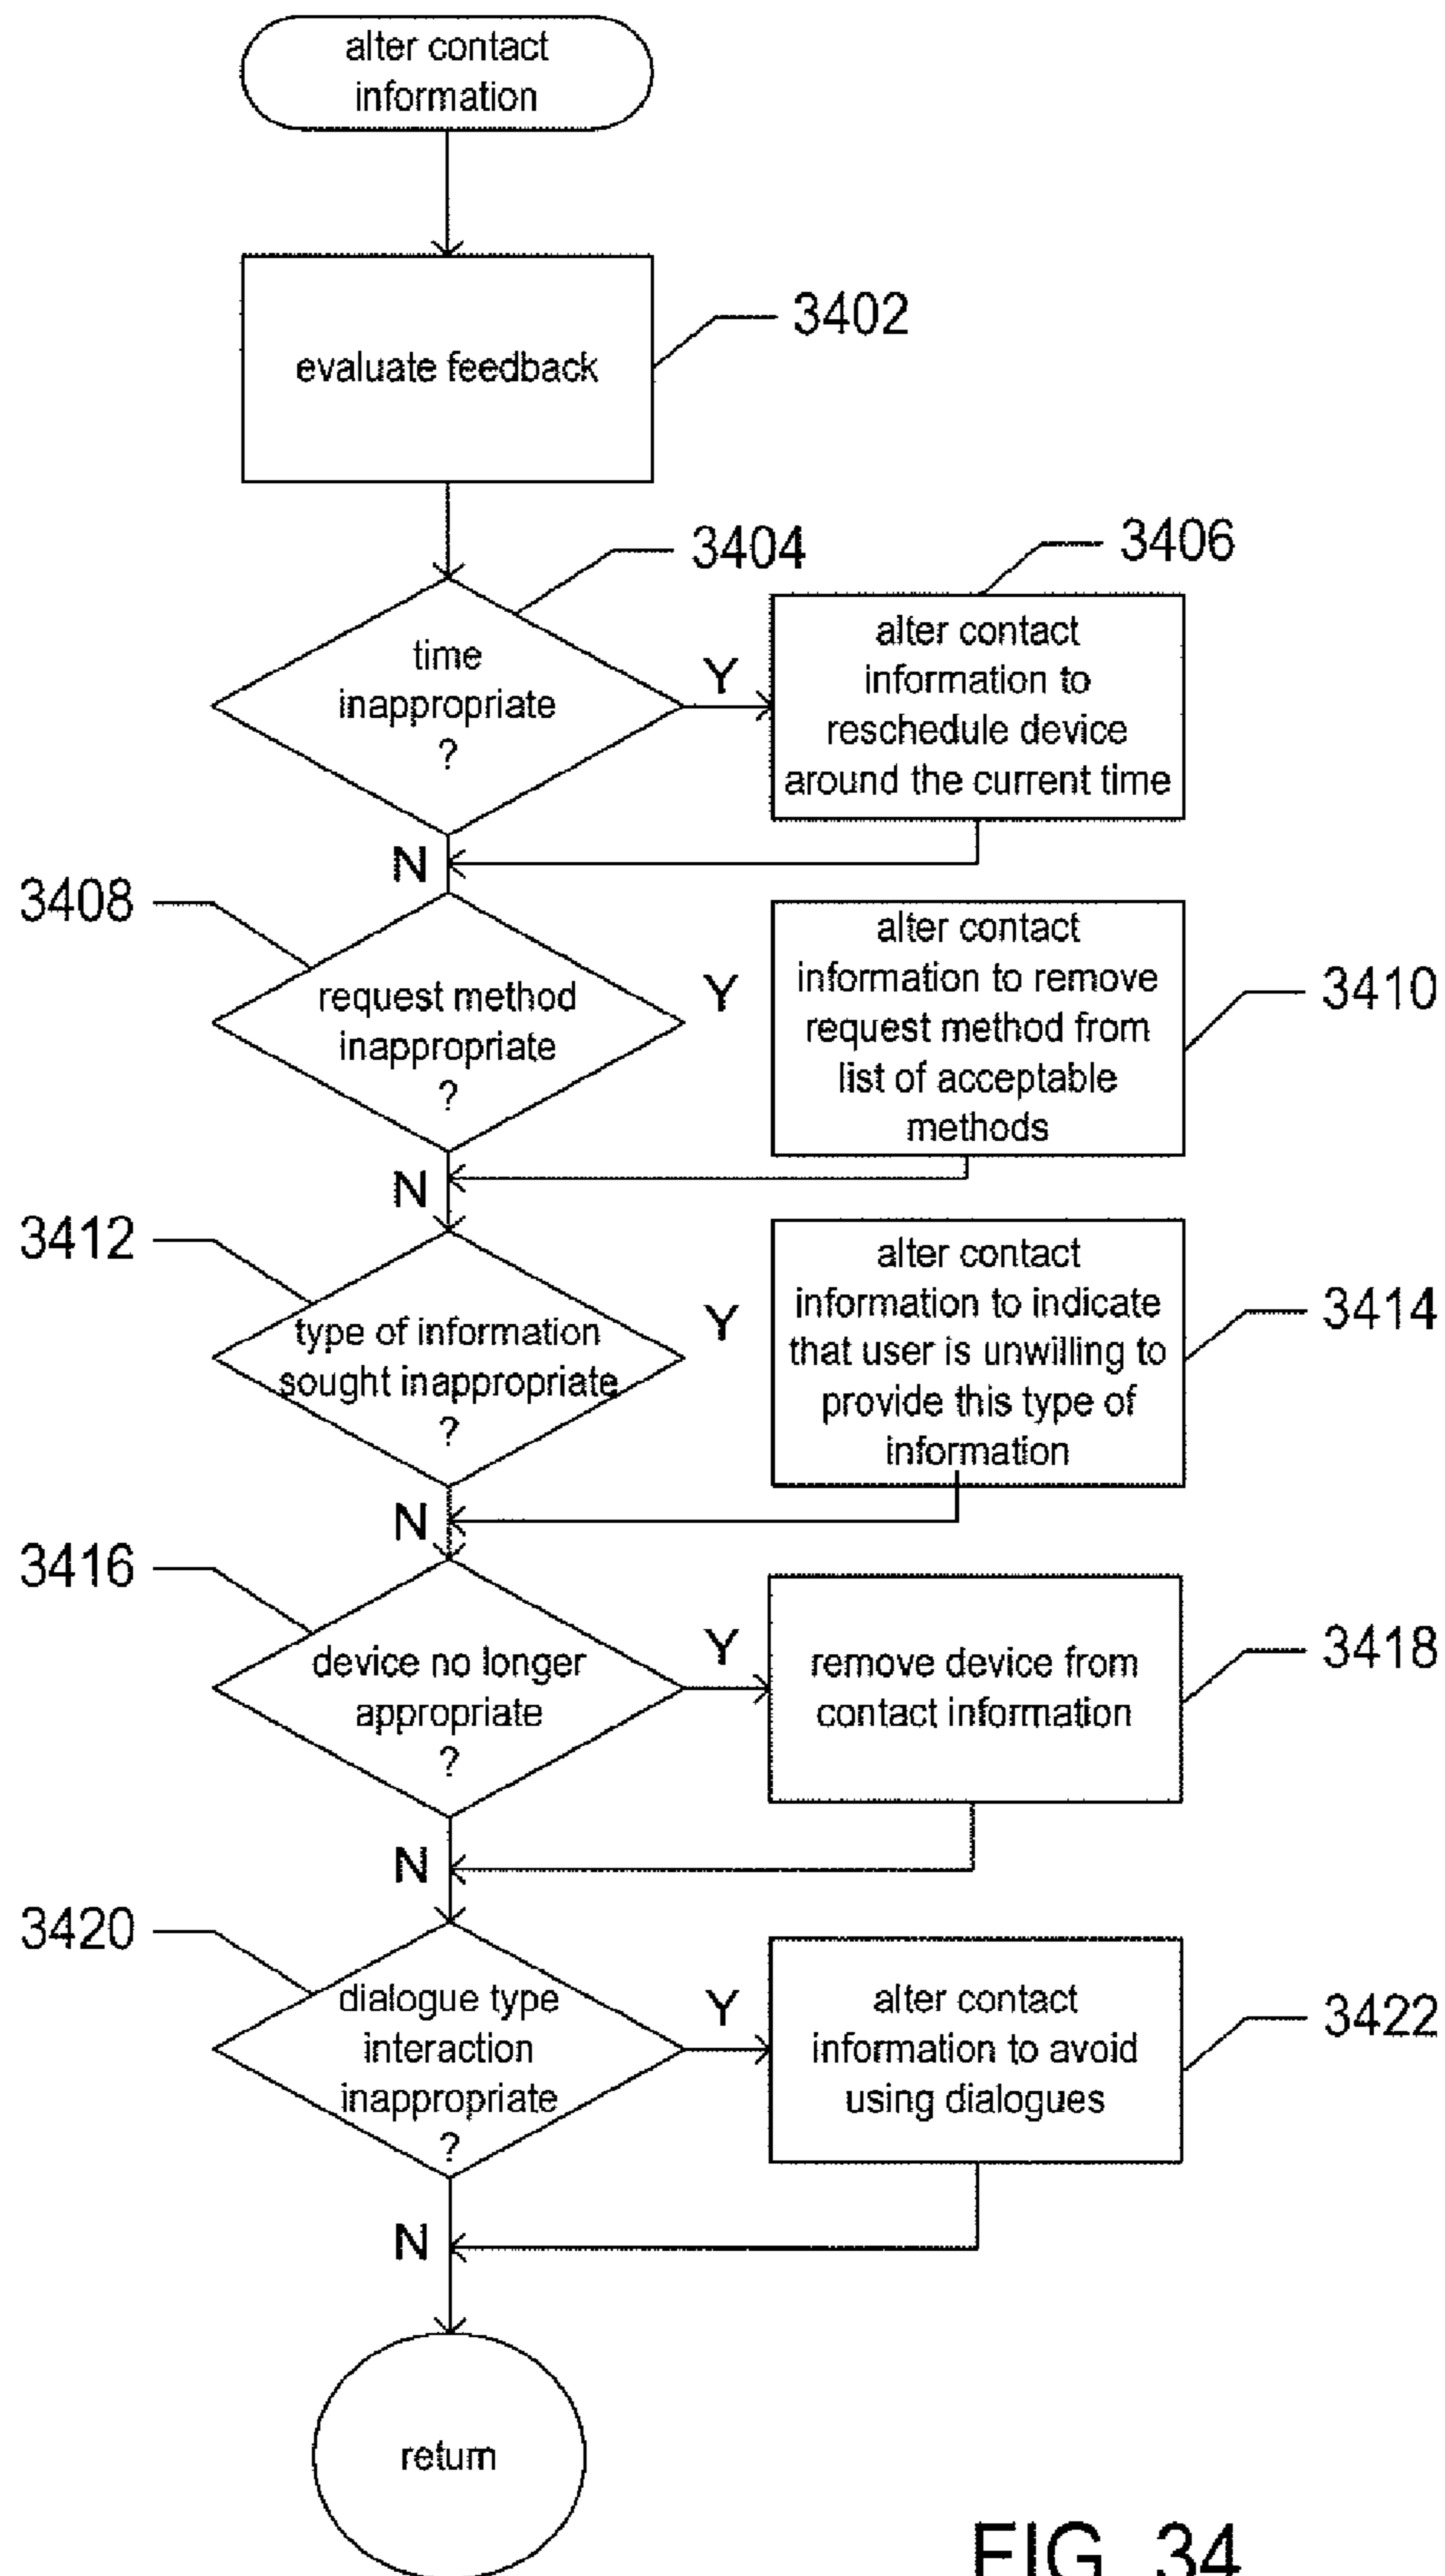 alter contact
information
evaluate feedback
3402
time
inappropriate
?
3404
Y
alter contact
information to
reschedule device
around the current time
3406
N
3408
request method
inappropriate
?
Y
alter contact
information to remove
request method from
list of acceptable
methods
3410
N
3412
type of information
sought inappropriate
?
Y
alter contact
information to indicate
that user is unwilling to
provide this type of
information
3414
N
3416
device no longer
appropriate
?
Y
remove device from
contact information
3418
N
3420
dialogue type
interaction
inappropriate
?
Y
alter contact
information to avoid
using dialogues
3422
N
return
FIG. 34